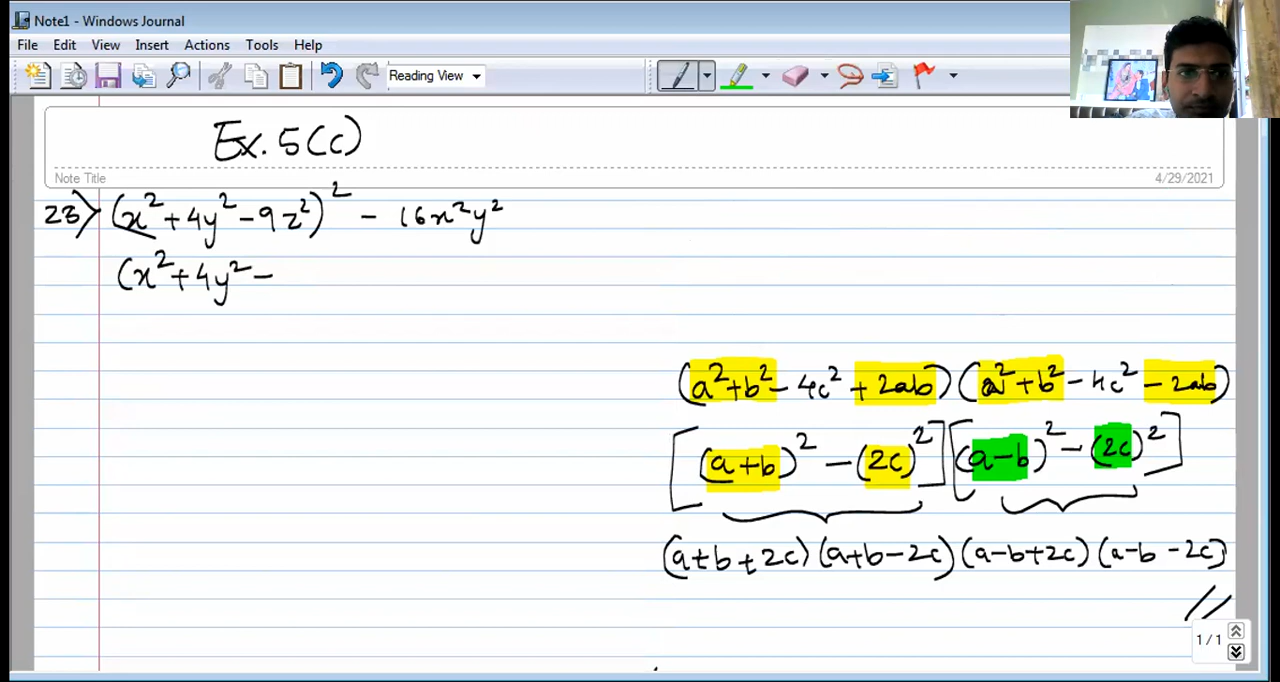 Note1 - Windows Journal
File Edit View Insert Actions Tools Help
Reading View
Ex. 5(c)
Note Title
4/29/2021
23) (x²+4y²-9z²)² - 16x²y²
(x²+4y²-
(a²+b²-4c²+2ab)(a²+b²-4c²-2ab)
[(a+b)²-(2c)²][(a-b)²-(2c)²]
(a+b+2c)(a+b-2c)(a-b+2c)(a-b-2c)
1/1